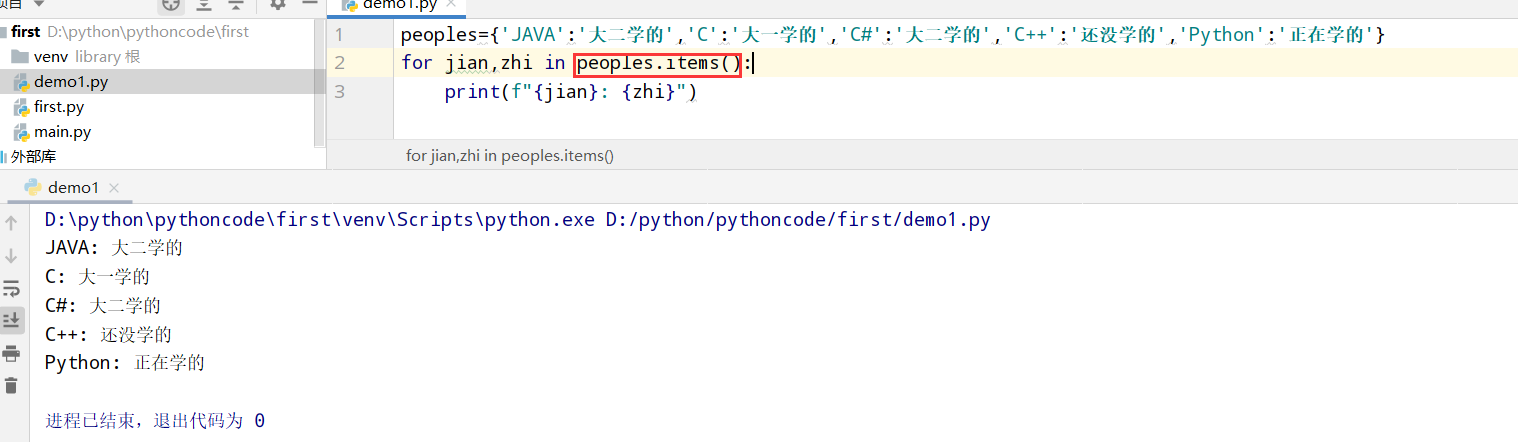 demo1.py
first D:\python\pythoncode\first
venv library 根
demo1.py
first.py
main.py
外部库
1 peoples={'JAVA':'大二学的','C':'大一学的','C#':'大二学的','C++':'还没学的','Python':'正在学的'}
2 for jian,zhi in peoples.items():
3 print(f"{jian}: {zhi}")
for jian,zhi in peoples.items()
demo1
D:\python\pythoncode\first\venv\Scripts\python.exe D:/python/pythoncode/first/demo1.py
JAVA: 大二学的
C: 大一学的
C#: 大二学的
C++: 还没学的
Python: 正在学的
进程已结束，退出代码为 0